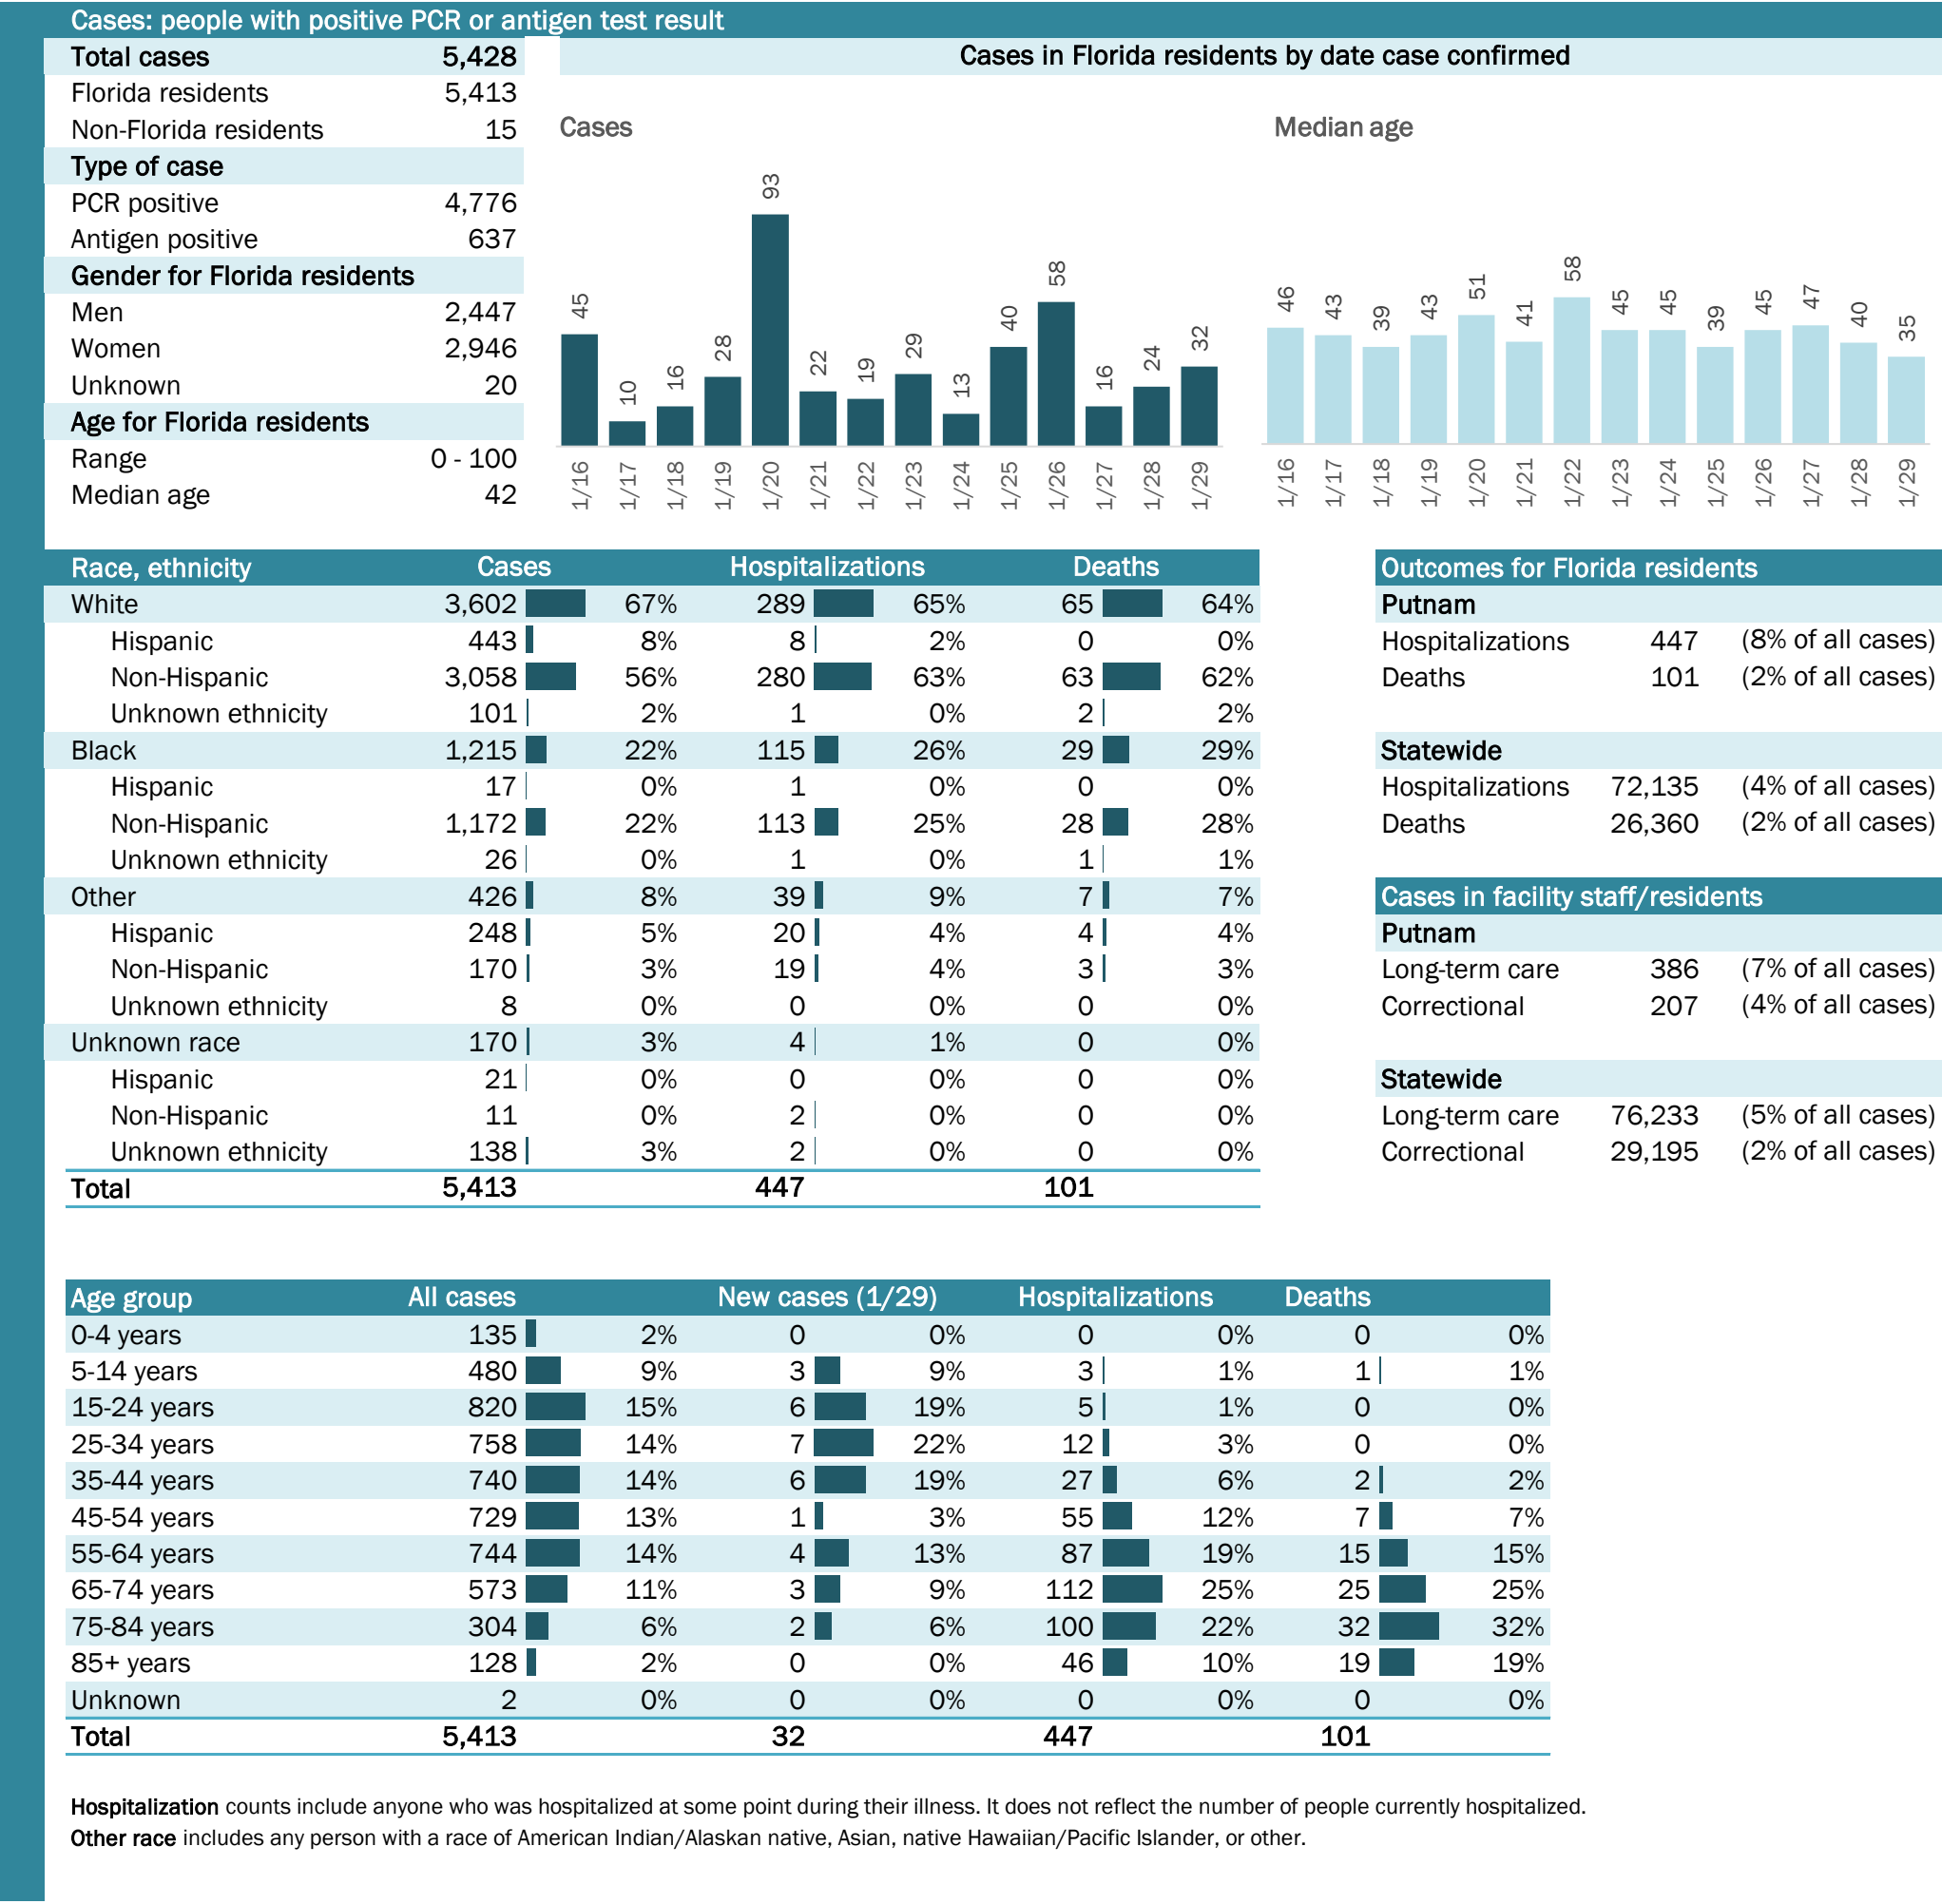 Cases: people with positive PCR or antigen test result
Total cases 5,428
Florida residents 5,413
Non-Florida residents 15
Type of case
PCR positive 4,776
Antigen positive 637
Gender for Florida residents
Men 2,447
Women 2,946
Unknown 20
Age for Florida residents
Range 0 - 100
Median age 42
Cases in Florida residents by date case confirmed
Cases
45 10 16 28 93 22 19 29 13 40 58 16 24 32
1/16 1/17 1/18 1/19 1/20 1/21 1/22 1/23 1/24 1/25 1/26 1/27 1/28 1/29
Median age
46 43 39 43 51 41 58 45 45 39 45 47 40 35
1/16 1/17 1/18 1/19 1/20 1/21 1/22 1/23 1/24 1/25 1/26 1/27 1/28 1/29
Race, ethnicity Cases Hospitalizations Deaths
White 3,602 67% 289 65% 65 64%
Hispanic 443 8% 8 2% 0 0%
Non-Hispanic 3,058 56% 280 63% 63 62%
Unknown ethnicity 101 2% 1 0% 2 2%
Black 1,215 22% 115 26% 29 29%
Hispanic 17 0% 1 0% 0 0%
Non-Hispanic 1,172 22% 113 25% 28 28%
Unknown ethnicity 26 0% 1 0% 1 1%
Other 426 8% 39 9% 7 7%
Hispanic 248 5% 20 4% 4 4%
Non-Hispanic 170 3% 19 4% 3 3%
Unknown ethnicity 8 0% 0 0% 0 0%
Unknown race 170 3% 4 1% 0 0%
Hispanic 21 0% 0 0% 0 0%
Non-Hispanic 11 0% 2 0% 0 0%
Unknown ethnicity 138 3% 2 0% 0 0%
Total 5,413 447 101
Outcomes for Florida residents
Putnam
Hospitalizations 447 (8% of all cases)
Deaths 101 (2% of all cases)
Statewide
Hospitalizations 72,135 (4% of all cases)
Deaths 26,360 (2% of all cases)
Cases in facility staff/residents
Putnam
Long-term care 386 (7% of all cases)
Correctional 207 (4% of all cases)
Statewide
Long-term care 76,233 (5% of all cases)
Correctional 29,195 (2% of all cases)
Age group All cases New cases (1/29) Hospitalizations Deaths
0-4 years 135 2% 0 0% 0 0% 0 0%
5-14 years 480 9% 3 9% 3 1% 1 1%
15-24 years 820 15% 6 19% 5 1% 0 0%
25-34 years 758 14% 7 22% 12 3% 0 0%
35-44 years 740 14% 6 19% 27 6% 2 2%
45-54 years 729 13% 1 3% 55 12% 7 7%
55-64 years 744 14% 4 13% 87 19% 15 15%
65-74 years 573 11% 3 9% 112 25% 25 25%
75-84 years 304 6% 2 6% 100 22% 32 32%
85+ years 128 2% 0 0% 46 10% 19 19%
Unknown 2 0% 0 0% 0 0% 0 0%
Total 5,413 32 447 101
Hospitalization counts include anyone who was hospitalized at some point during their illness. It does not reflect the number of people currently hospitalized.
Other race includes any person with a race of American Indian/Alaskan native, Asian, native Hawaiian/Pacific Islander, or other.